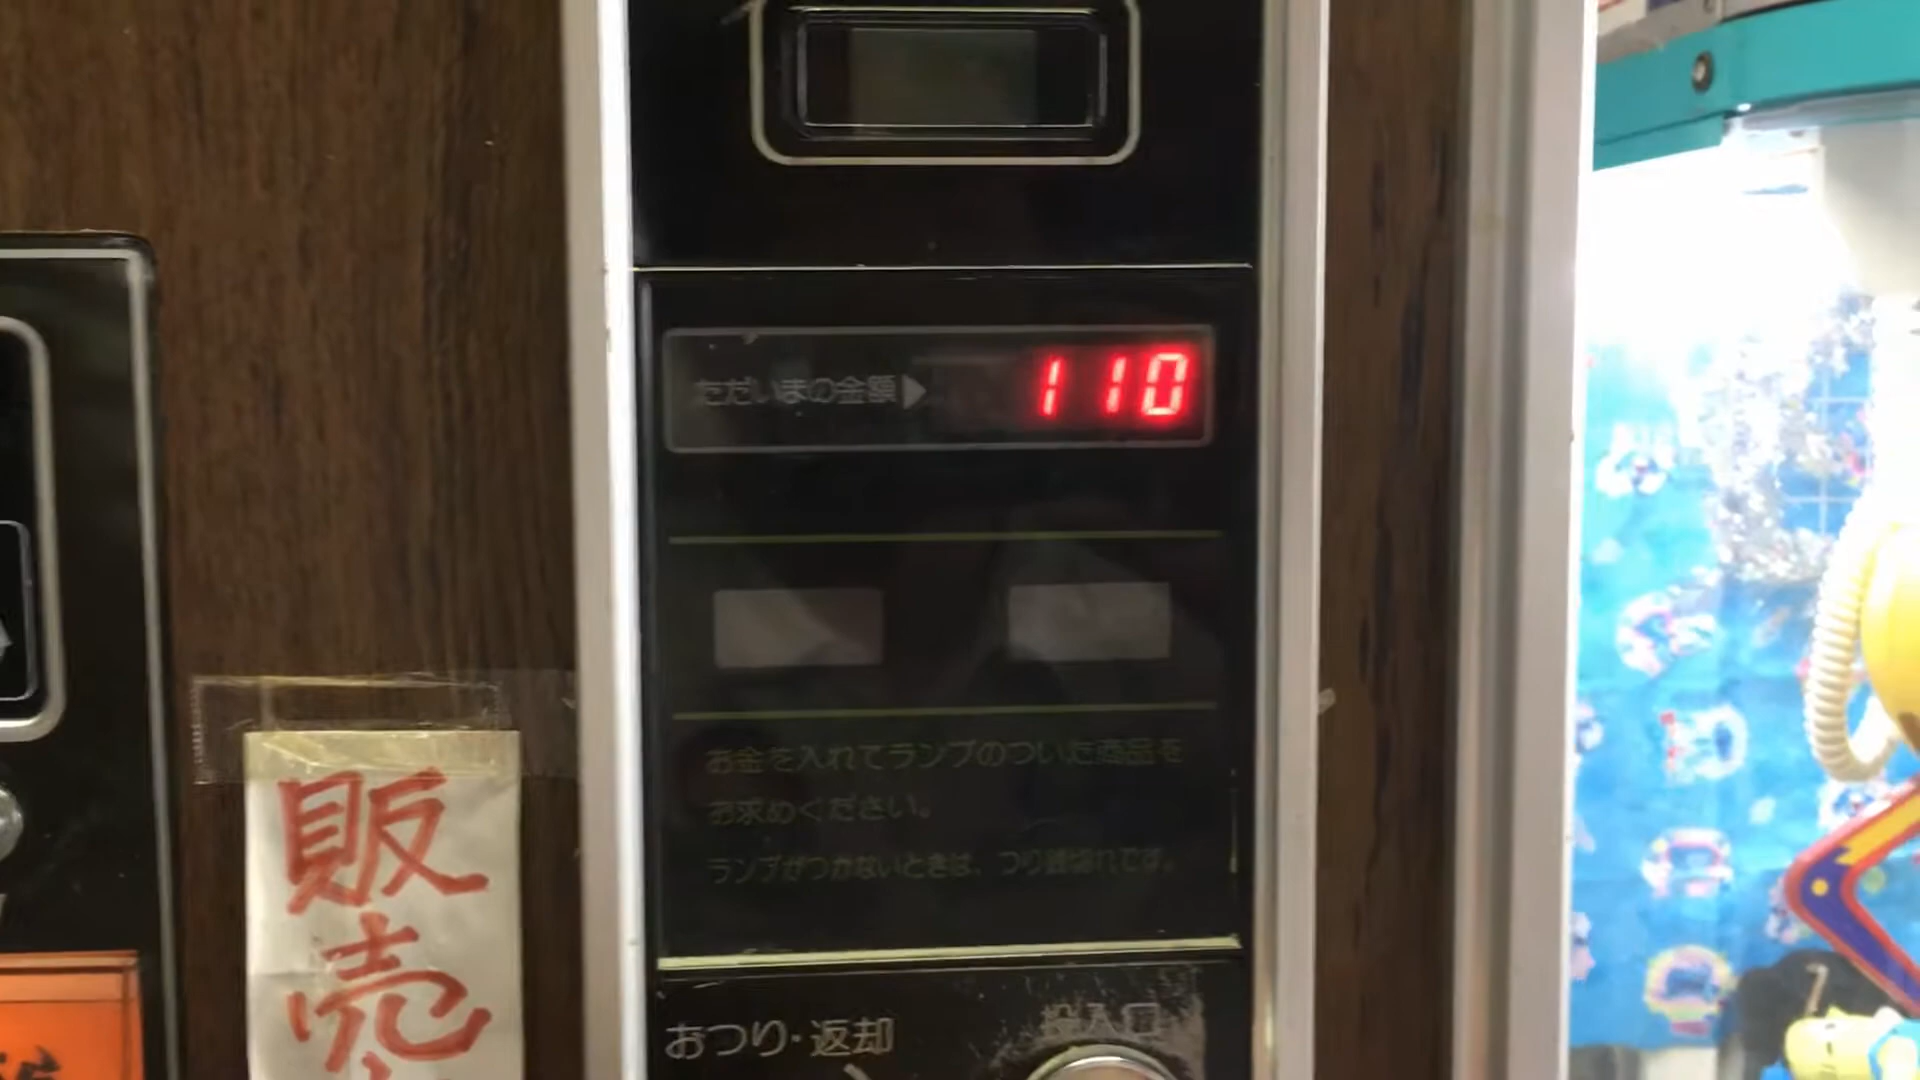 ただいまの金額▶ 110
お金を入れてランプのついた商品を
お求めください。
ランプがつかないときは、つり銭切れです。
おつり・返却
投入口
販売